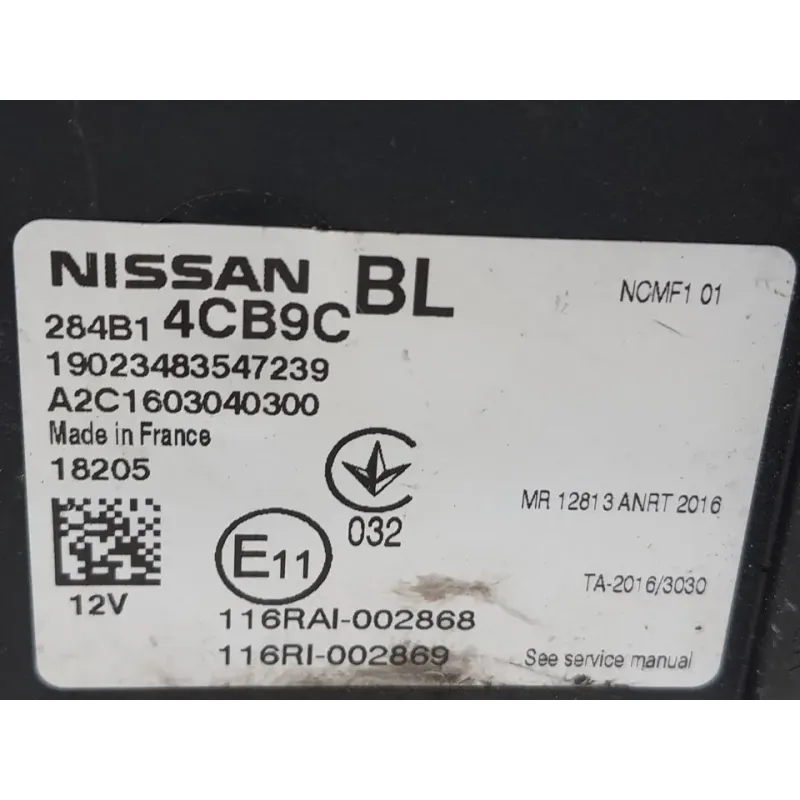 NISSAN BL
NCMF1 01
284B1 4CB9C
19023483547239
A2C1603040300
Made in France
18205
032
MR 12813 ANRT 2016
E11
TA-2016/3030
12V
116RAI-002868
116RI-002869
See service manual